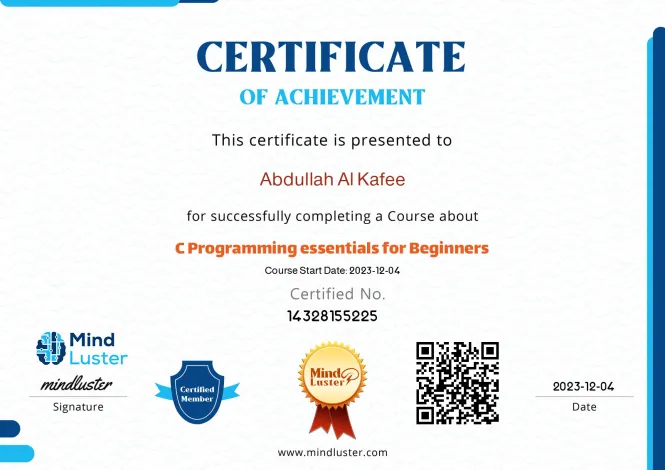 CERTIFICATE
OF ACHIEVEMENT
This certificate is presented to
Abdullah Al Kafee
for successfully completing a Course about
C Programming essentials for Beginners
Course Start Date: 2023-12-04
Certified No.
14328155225
Mind
Luster
mindluster
Signature
Certified
Member
Mind
Luster
2023-12-04
Date
www.mindluster.com